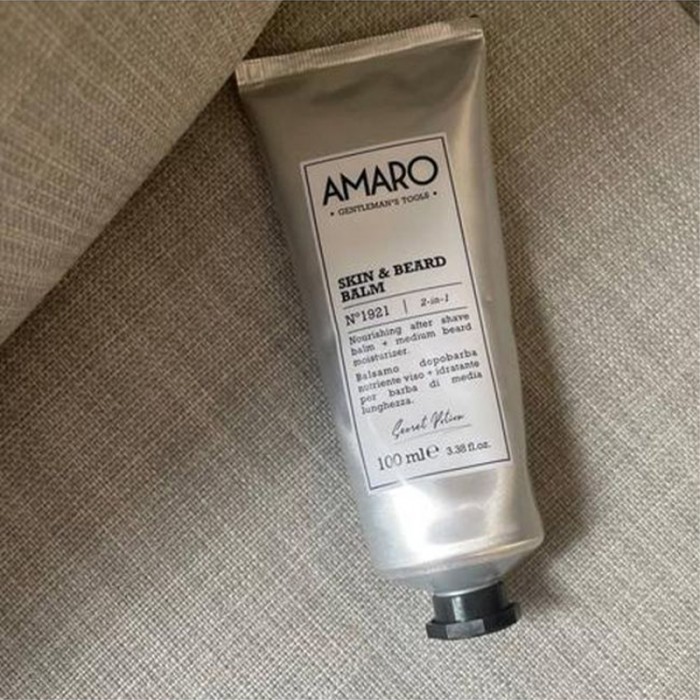 AMARO
• GENTLEMAN'S TOOLS •
SKIN & BEARD
BALM
Nº1921 | 2-in-1
Nourishing after shave
balm + medium beard
moisturizer.
Balsamo dopobarba
nutriente viso + idratante
per barba di media
lunghezza.
Secret Potion
100 ml ℮ 3.38 fl.oz.